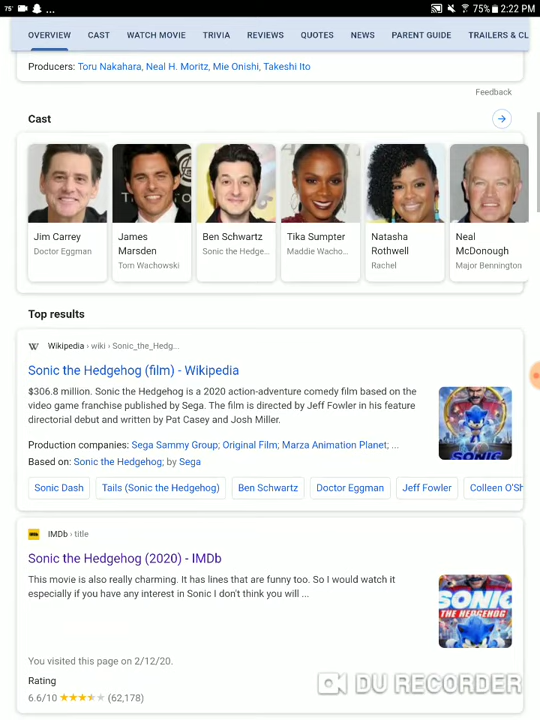 75°
75% 2:22 PM
OVERVIEW CAST WATCH MOVIE TRIVIA REVIEWS QUOTES NEWS PARENT GUIDE TRAILERS & CL
Producers: Toru Nakahara, Neal H. Moritz, Mie Onishi, Takeshi Ito
Feedback
Cast
Jim Carrey
Doctor Eggman
James
Marsden
Tom Wachowski
Ben Schwartz
Sonic the Hedge...
Tika Sumpter
Maddie Wacho...
Natasha
Rothwell
Rachel
Neal
McDonough
Major Bennington
Top results
W Wikipedia › wiki › Sonic_the_Hedg...
Sonic the Hedgehog (film) - Wikipedia
$306.8 million. Sonic the Hedgehog is a 2020 action-adventure comedy film based on the
video game franchise published by Sega. The film is directed by Jeff Fowler in his feature
directorial debut and written by Pat Casey and Josh Miller.
SONIC
Production companies: Sega Sammy Group; Original Film; Marza Animation Planet; ...
Based on: Sonic the Hedgehog; by Sega
Sonic Dash Tails (Sonic the Hedgehog) Ben Schwartz Doctor Eggman Jeff Fowler Colleen O'Sh
IMDb › title
Sonic the Hedgehog (2020) - IMDb
This movie is also really charming. It has lines that are funny too. So I would watch it
especially if you have any interest in Sonic I don't think you will ...
SONIC
THE HEDGEHOG
You visited this page on 2/12/20.
Rating
6.6/10 (62,178)
DU RECORDER